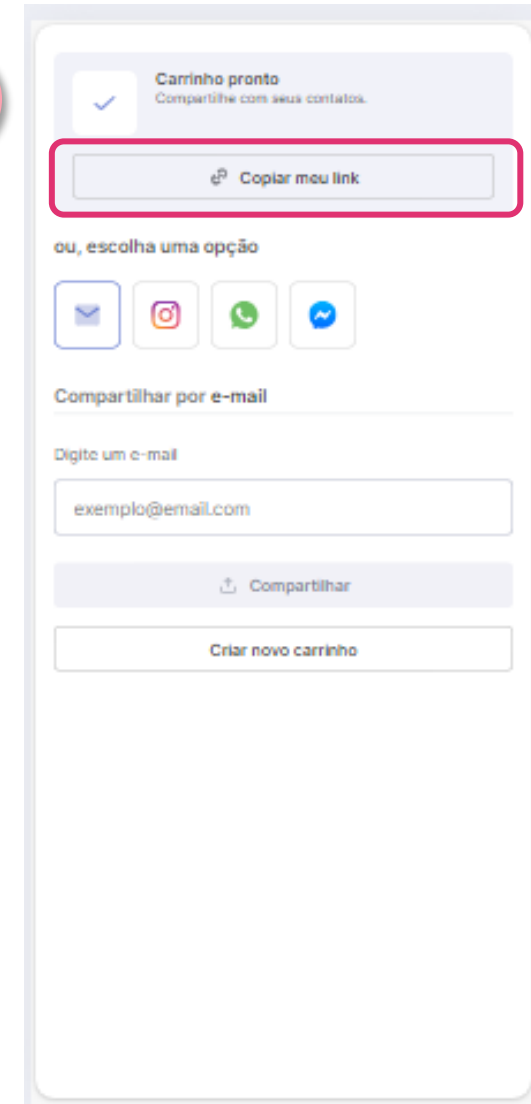 Carrinho pronto
Compartilhe com seus contatos.
Copiar meu link
ou, escolha uma opção
Compartilhar por e-mail
Digite um e-mail
exemplo@email.com
Compartilhar
Criar novo carrinho